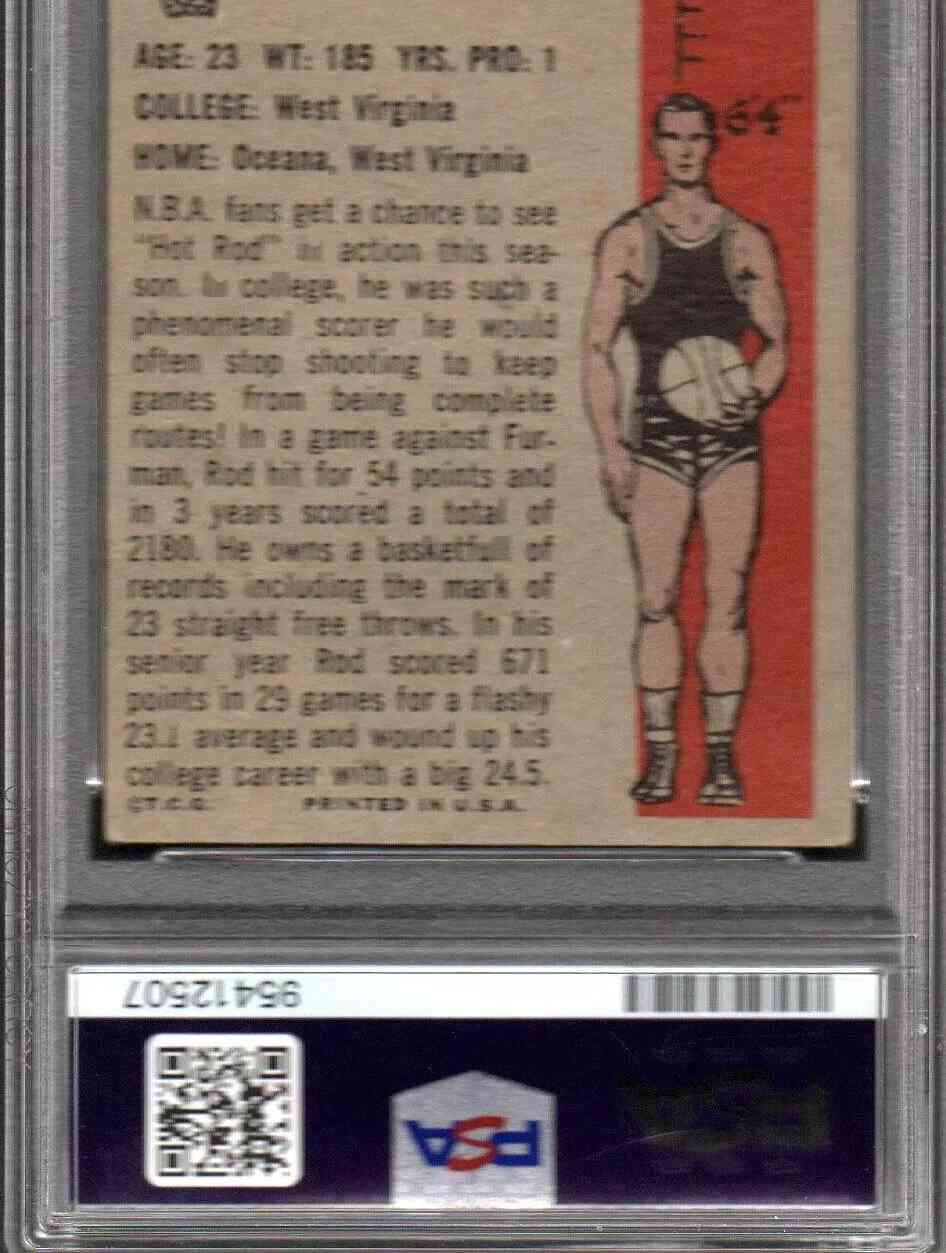 AGE: 23 WT: 185 YRS. PRO: 1
COLLEGE: West Virginia
HOME: Oceana, West Virginia
6'4"
N.B.A. fans get a chance to see
"Hot Rod" in action this sea-
son. In college, he was such a
phenomenal scorer he would
often stop shooting to keep
games from being complete
routes! In a game against Fur-
man, Rod hit for 54 points and
in 3 years scored a total of
2180. He owns a basketfull of
records including the mark of
23 straight free throws. In his
senior year Rod scored 671
points in 29 games for a flashy
23.1 average and wound up his
college career with a big 24.5.
©T.C.G. PRINTED IN U.S.A.
95412507
PSA